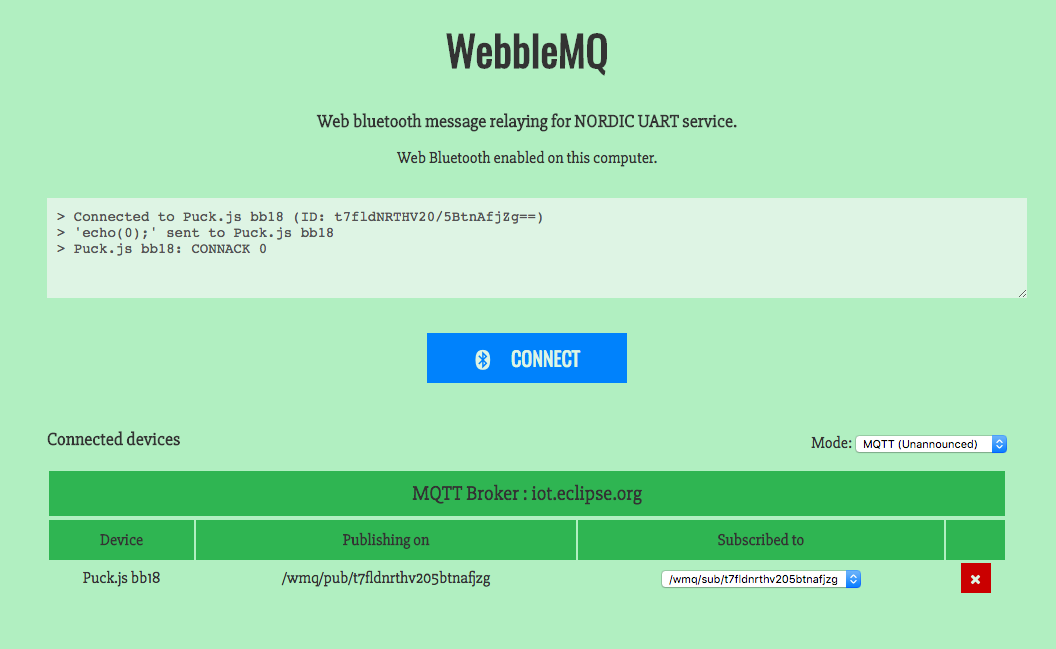 WebbleMQ
Web bluetooth message relaying for NORDIC UART service.
Web Bluetooth enabled on this computer.
> Connected to Puck.js bb18 (ID: t7fldNRTHV20/5BtnAfjZg==)
> 'echo(0);' sent to Puck.js bb18
> Puck.js bb18: CONNACK 0
CONNECT
Connected devices
Mode: MQTT (Unannounced)
MQTT Broker : iot.eclipse.org
Device Publishing on Subscribed to
Puck.js bb18 /wmq/pub/t7fldnrthv205btnafjzg /wmq/sub/t7fldnrthv205btnafjzg